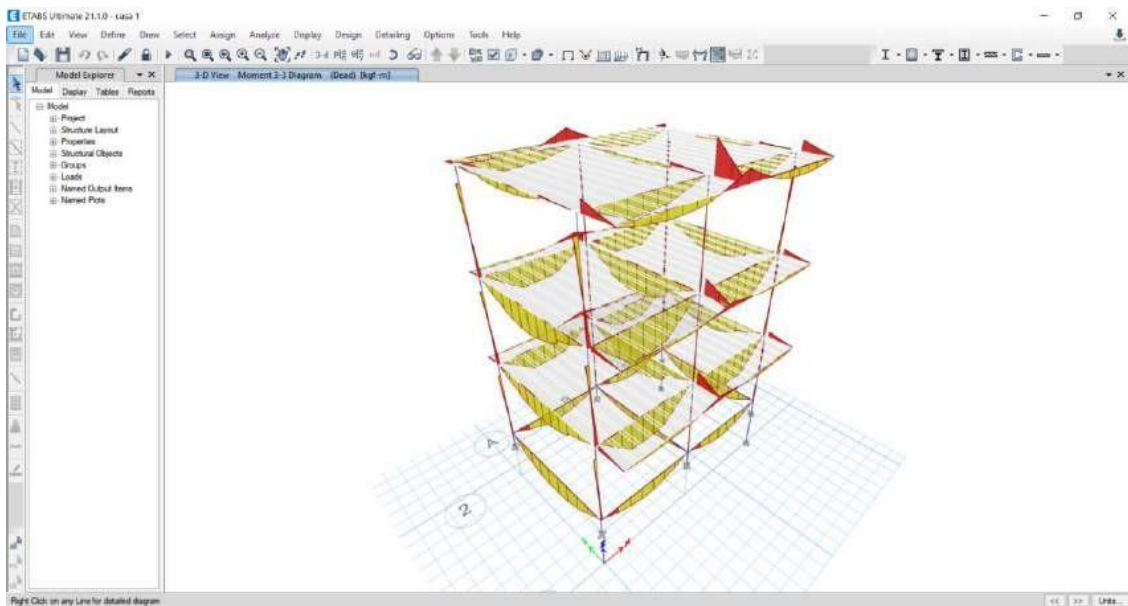 ETABS Ultimate 21.1.0 - casa 1
File Edit View Define Draw Select Assign Analyze Display Design Detailing Options Tools Help
Model Explorer
3-D View Moment 3-3 Diagram (Dead) [kgf-m]
Model Display Tables Reports
Model
Project
Structure Layout
Properties
Structural Objects
Groups
Loads
Named Output Items
Named Plots
2
Right Click on any Line for detailed diagram
<< >> Units...